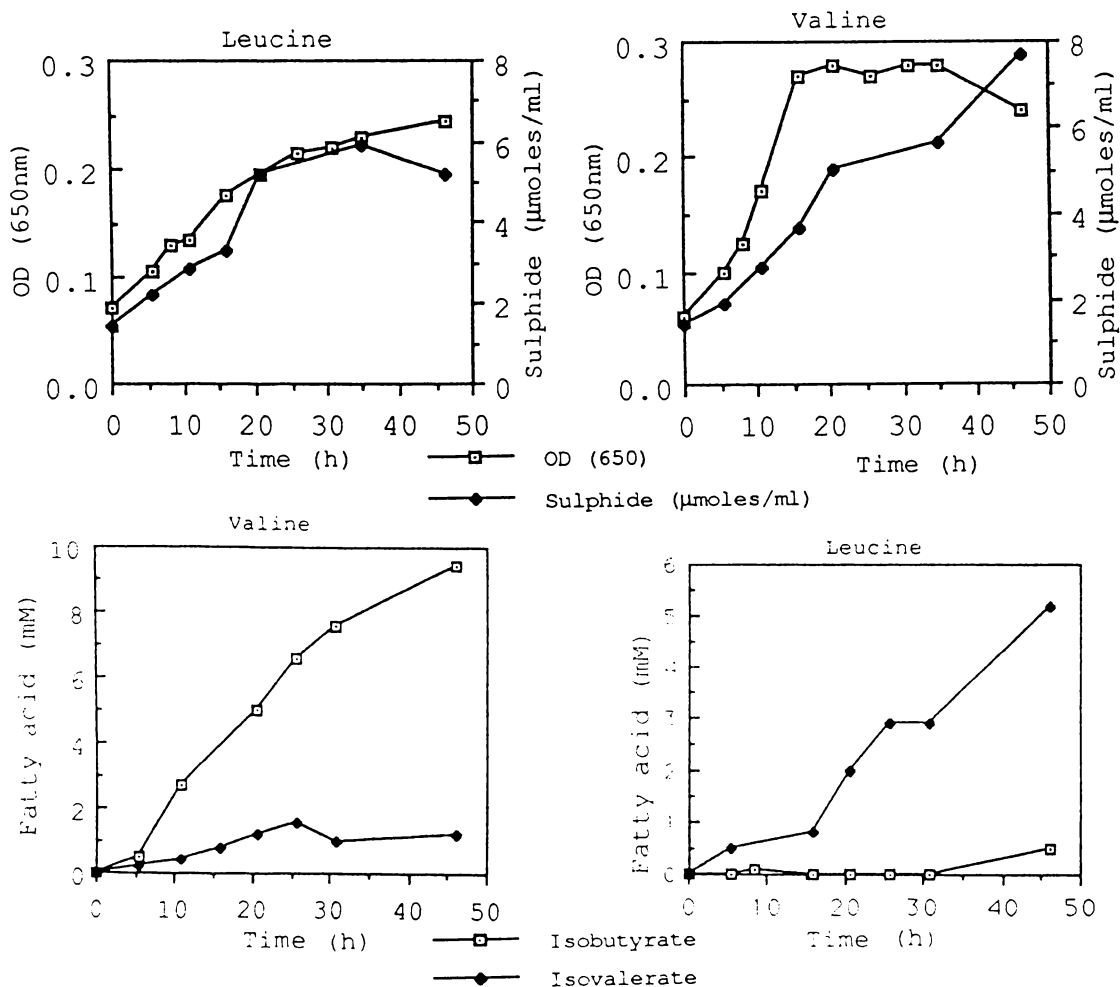 Leucine
Valine
0.3
0.2
0.1
0.0
OD (650nm)
8
6
4
2
0
Sulphide (µmoles/ml)
0 10 20 30 40 50
Time (h)
0.3
0.2
0.1
0.0
OD (650nm)
8
6
4
2
0
Sulphide (µmoles/ml)
0 10 20 30 40 50
Time (h)
OD (650)
Sulphide (µmoles/ml)
Valine
10
8
6
4
2
0
Fatty acid (mM)
0 10 20 30 40 50
Time (h)
Leucine
6
2
1
0
Fatty acid (mM)
0 10 20 30 40 50
Time (h)
Isobutyrate
Isovalerate